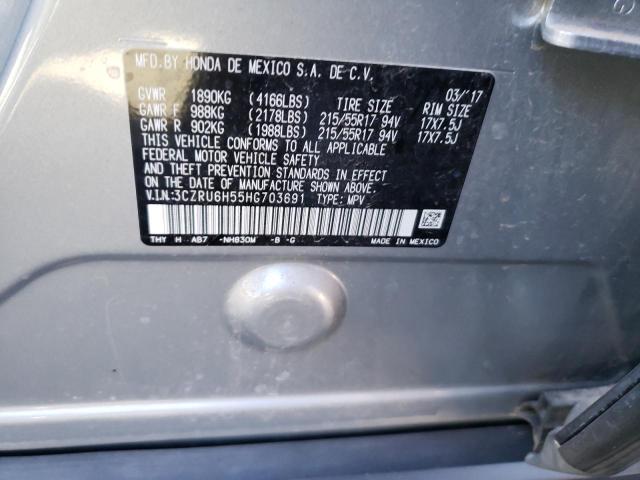 MFD.BY HONDA DE MEXICO S.A. DE C.V.
03/'17
GVWR 1890KG (4166LBS) TIRE SIZE RIM SIZE
GAWR F 988KG (2178LBS) 215/55R17 94V 17X7.5J
GAWR R 902KG (1988LBS) 215/55R17 94V 17X7.5J
THIS VEHICLE CONFORMS TO ALL APPLICABLE
FEDERAL MOTOR VEHICLE SAFETY
AND THEFT PREVENTION STANDARDS IN EFFECT
ON THE DATE OF MANUFACTURE SHOWN ABOVE.
V.I.N.:3CZRU6H55HG703691 TYPE: MPV
THY H AB7 -NH830M -B -G MADE IN MEXICO